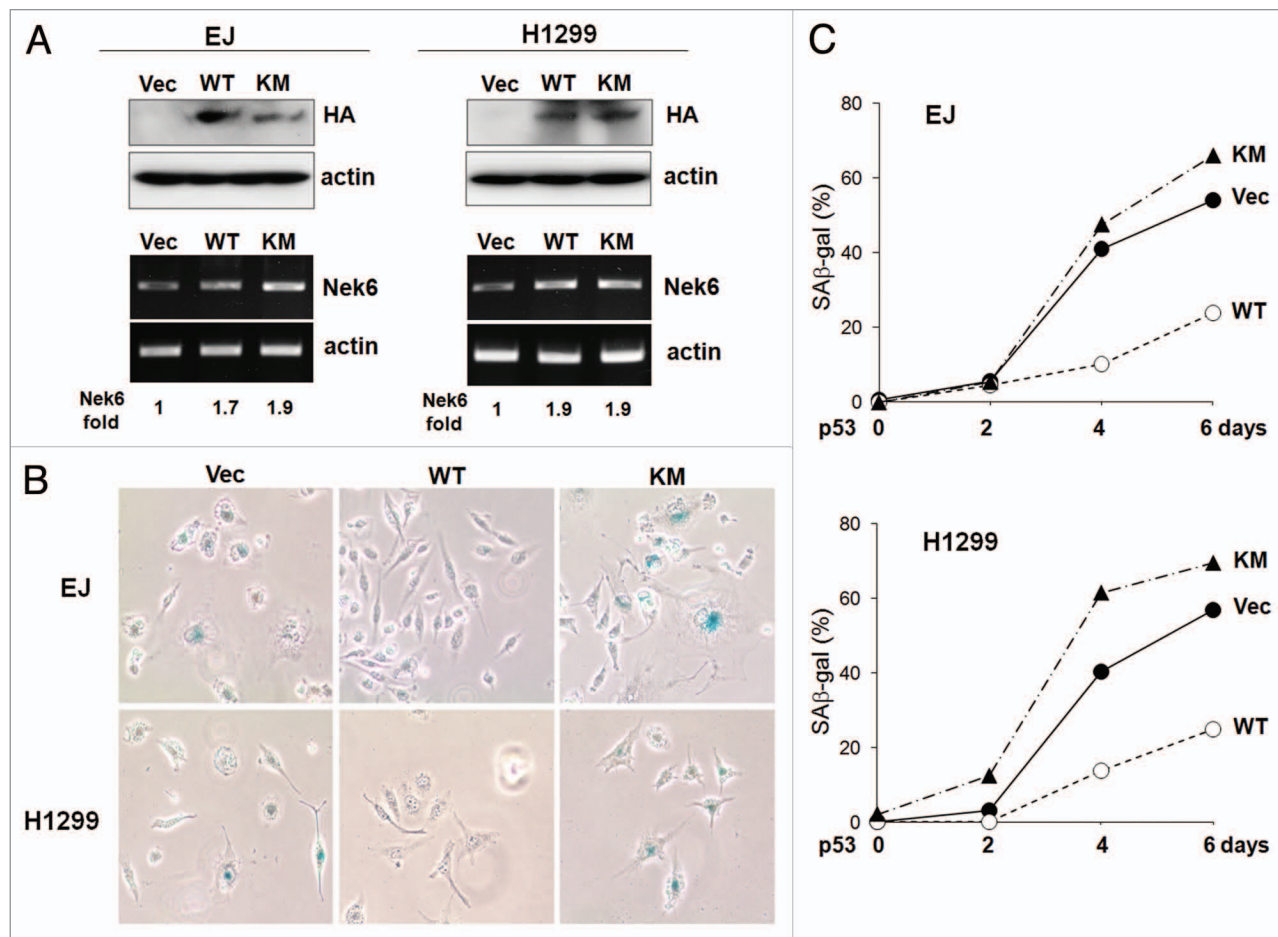 A
EJ
H1299
Vec WT KM
HA
actin
Vec WT KM
HA
actin
Vec WT KM
Nek6
actin
Nek6 fold 1 1.7 1.9
Vec WT KM
Nek6
actin
Nek6 fold 1 1.9 1.9
B
Vec WT KM
EJ
H1299
C
EJ
SAβ-gal (%)
80
60
40
20
0
KM
Vec
WT
p53 0 2 4 6 days
H1299
SAβ-gal (%)
80
60
40
20
0
KM
Vec
WT
p53 0 2 4 6 days